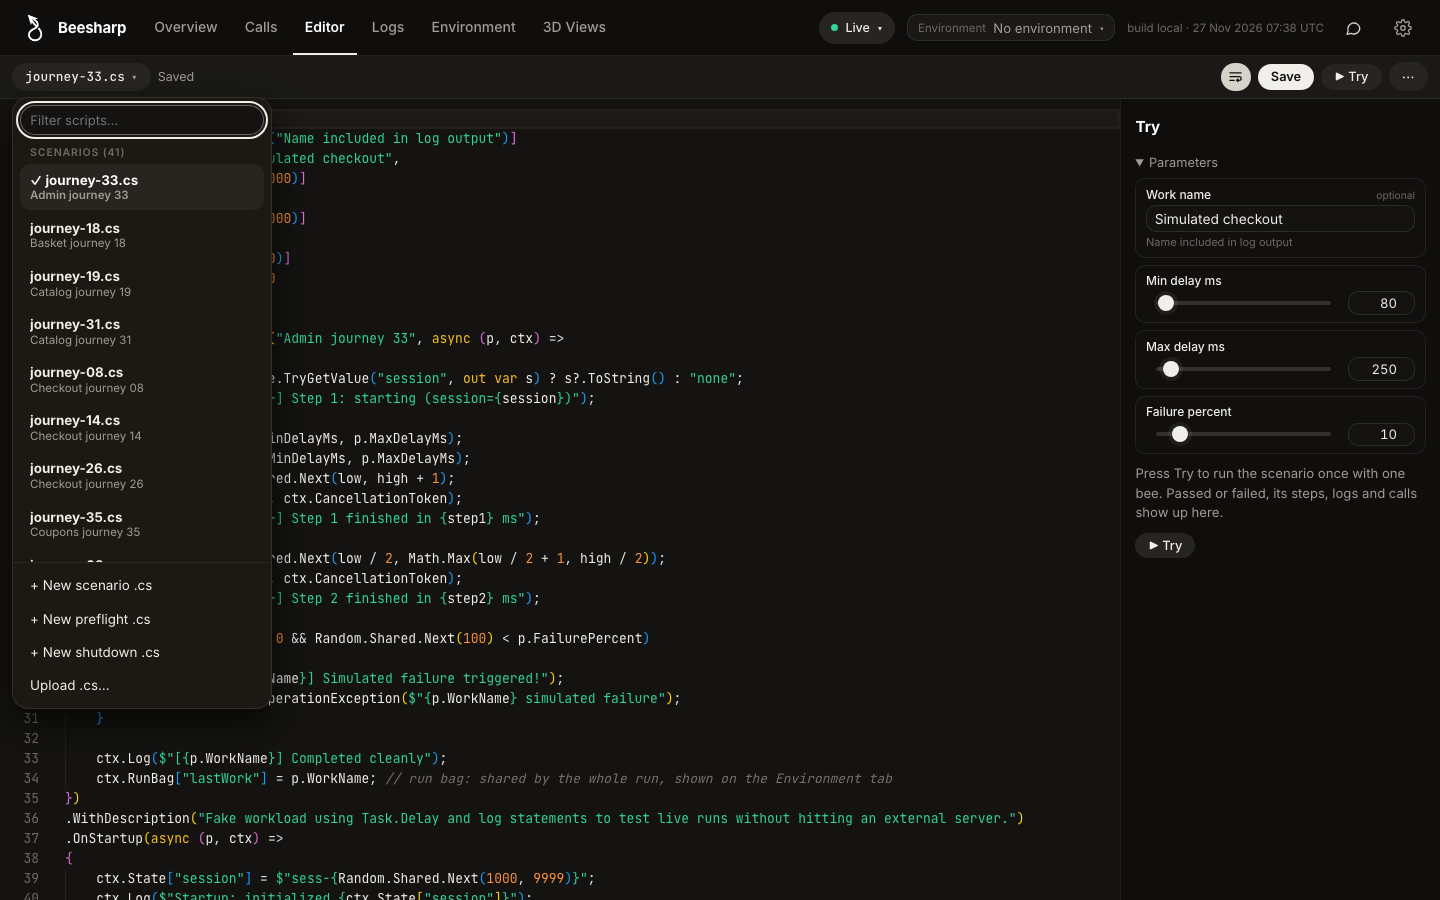 Beesharp
Overview
Calls
Editor
Logs
Environment
3D Views
Live
Environment No environment
build local · 27 Nov 2026 07:38 UTC
journey-33.cs
Saved
Save
Try
...
Filter scripts...
SCENARIOS (41)
✓ journey-33.cs
Admin journey 33
journey-18.cs
Basket journey 18
journey-19.cs
Catalog journey 19
journey-31.cs
Catalog journey 31
journey-08.cs
Checkout journey 08
journey-14.cs
Checkout journey 14
journey-26.cs
Checkout journey 26
journey-35.cs
Coupons journey 35
+ New scenario .cs
+ New preflight .cs
+ New shutdown .cs
Upload .cs...
("Name included in log output")]
ulated checkout",
000)]
000)]
0)]
0
("Admin journey 33", async (p, ctx) =>
e.TryGetValue("session", out var s) ? s?.ToString() : "none";
}] Step 1: starting (session={session})");
inDelayMs, p.MaxDelayMs);
MinDelayMs, p.MaxDelayMs);
red.Next(low, high + 1);
, ctx.CancellationToken);
}] Step 1 finished in {step1} ms");
red.Next(low / 2, Math.Max(low / 2 + 1, high / 2));
, ctx.CancellationToken);
}] Step 2 finished in {step2} ms");
0 && Random.Shared.Next(100) < p.FailurePercent)
Name}] Simulated failure triggered!");
perationException($"{p.WorkName} simulated failure");
31 }
32
33 ctx.Log($"[{p.WorkName}] Completed cleanly");
34 ctx.RunBag["lastWork"] = p.WorkName; // run bag: shared by the whole run, shown on the Environment tab
35 })
36 .WithDescription("Fake workload using Task.Delay and log statements to test live runs without hitting an external server.")
37 .OnStartup(async (p, ctx) =>
38 {
39 ctx.State["session"] = $"sess-{Random.Shared.Next(1000, 9999)}";
40 ctx.Log($"Startup: initialized {ctx.State["session"]}");
Try
Parameters
Work name optional
Simulated checkout
Name included in log output
Min delay ms
80
Max delay ms
250
Failure percent
10
Press Try to run the scenario once with one
bee. Passed or failed, its steps, logs and calls
show up here.
Try